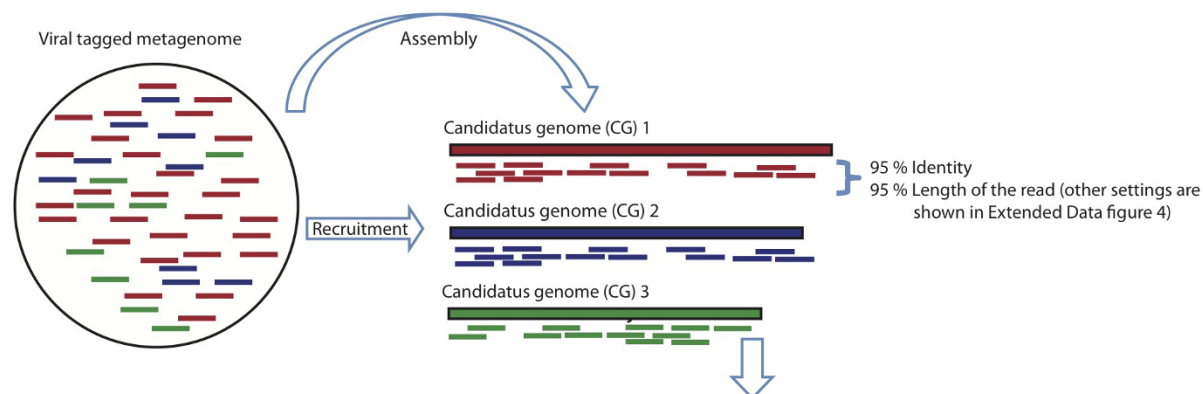 Viral tagged metagenome
Assembly
Candidatus genome (CG) 1
95 % Identity
95 % Length of the read (other settings are
shown in Extended Data figure 4)
Recruitment
Candidatus genome (CG) 2
Candidatus genome (CG) 3